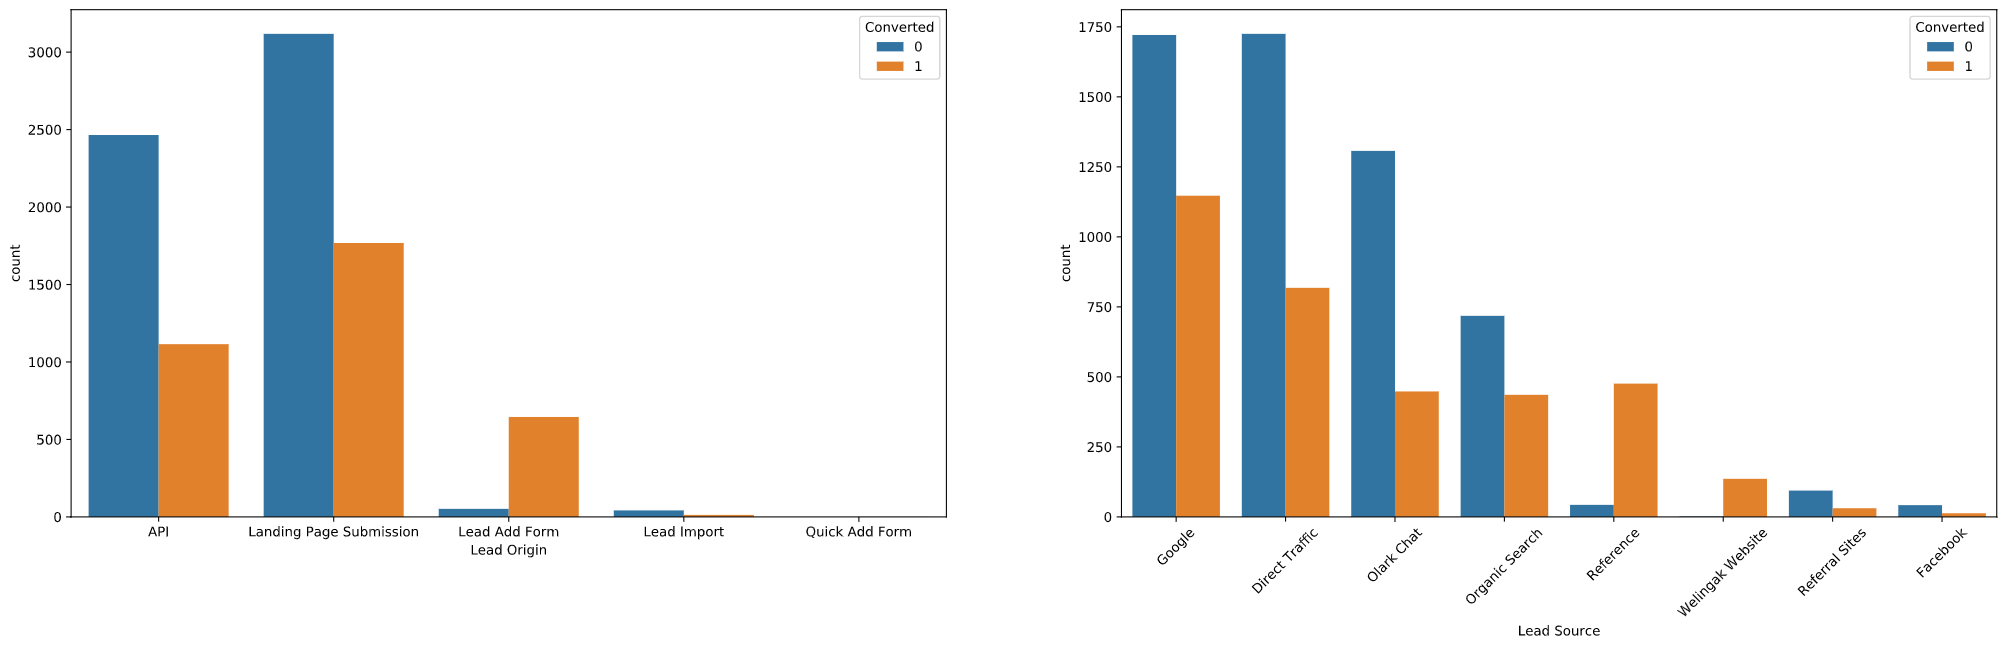 Converted
0
1
3000
2500
2000
1500
1000
500
0
count
API Landing Page Submission Lead Add Form Lead Import Quick Add Form
Lead Origin
Converted
0
1
1750
1500
1250
1000
750
500
250
0
count
Google
Direct Traffic
Olark Chat
Organic Search
Reference
Welingak Website
Referral Sites
Facebook
Lead Source